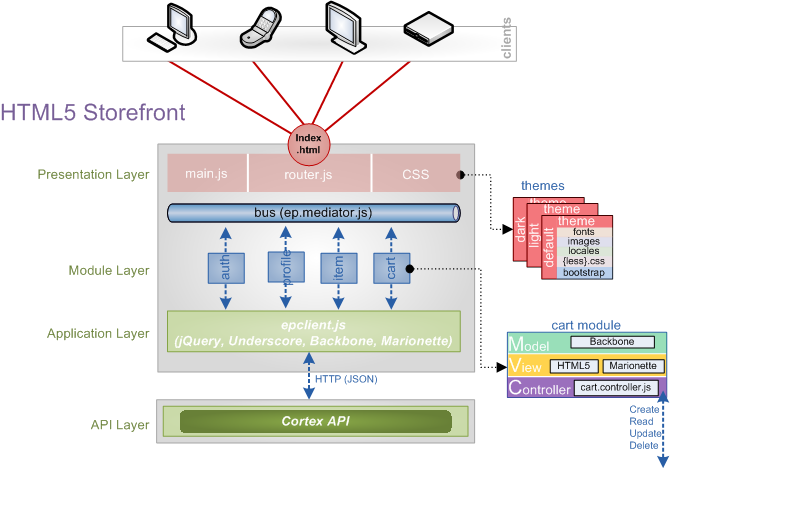 clients
HTML5 Storefront
Index
.html
Presentation Layer
main.js
router.js
CSS
bus (ep.mediator.js)
Module Layer
auth
profile
item
cart
Application Layer
epclient.js
(jQuery, Underscore, Backbone, Marionette)
HTTP (JSON)
API Layer
Cortex API
themes
theme
dark
theme
light
theme
default
fonts
images
locales
{less}.css
bootstrap
cart module
Model
Backbone
View
HTML5
Marionette
Controller
cart.controller.js
Create
Read
Update
Delete